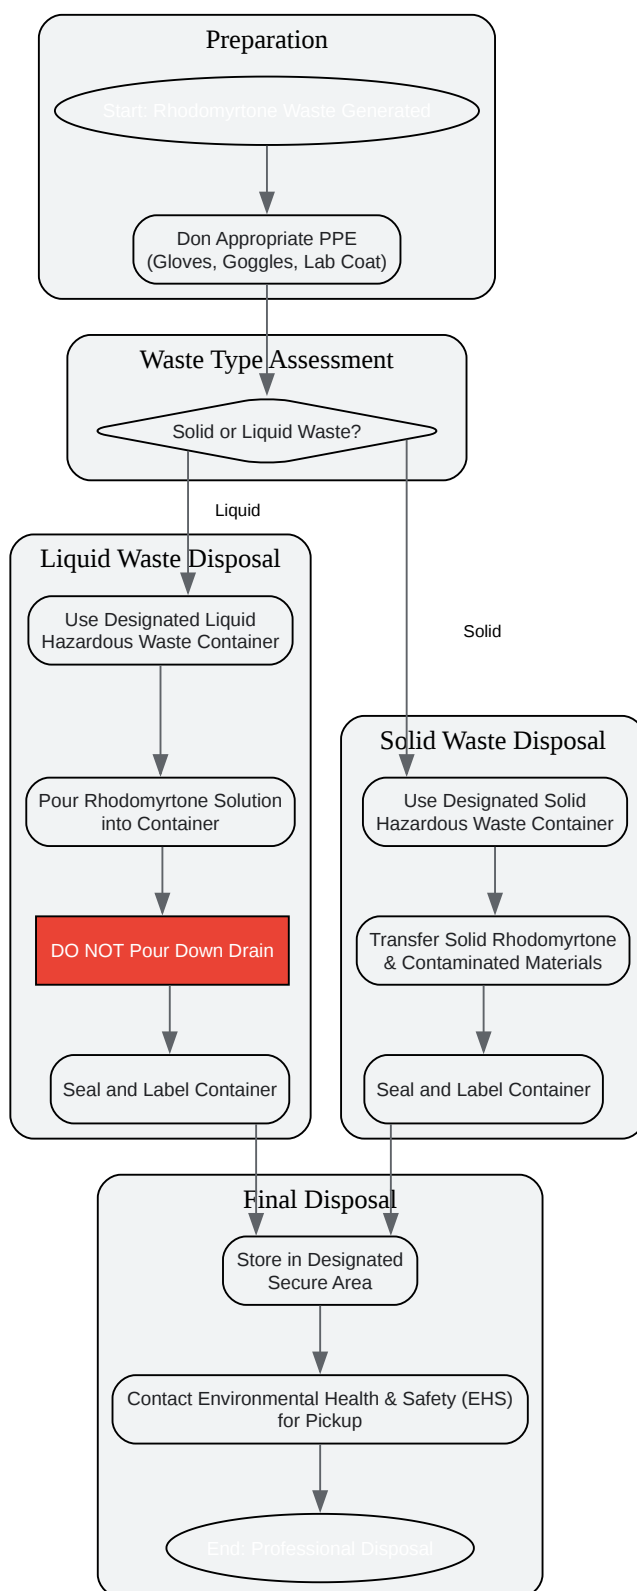 Preparation
Start: Rhodomyrtone Waste Generated
Don Appropriate PPE
(Gloves, Goggles, Lab Coat)
Waste Type Assessment
Solid or Liquid Waste?
Liquid
Liquid Waste Disposal
Use Designated Liquid
Hazardous Waste Container
Pour Rhodomyrtone Solution
into Container
DO NOT Pour Down Drain
Seal and Label Container
Solid
Solid Waste Disposal
Use Designated Solid
Hazardous Waste Container
Transfer Solid Rhodomyrtone
& Contaminated Materials
Seal and Label Container
Final Disposal
Store in Designated
Secure Area
Contact Environmental Health & Safety (EHS)
for Pickup
End: Professional Disposal